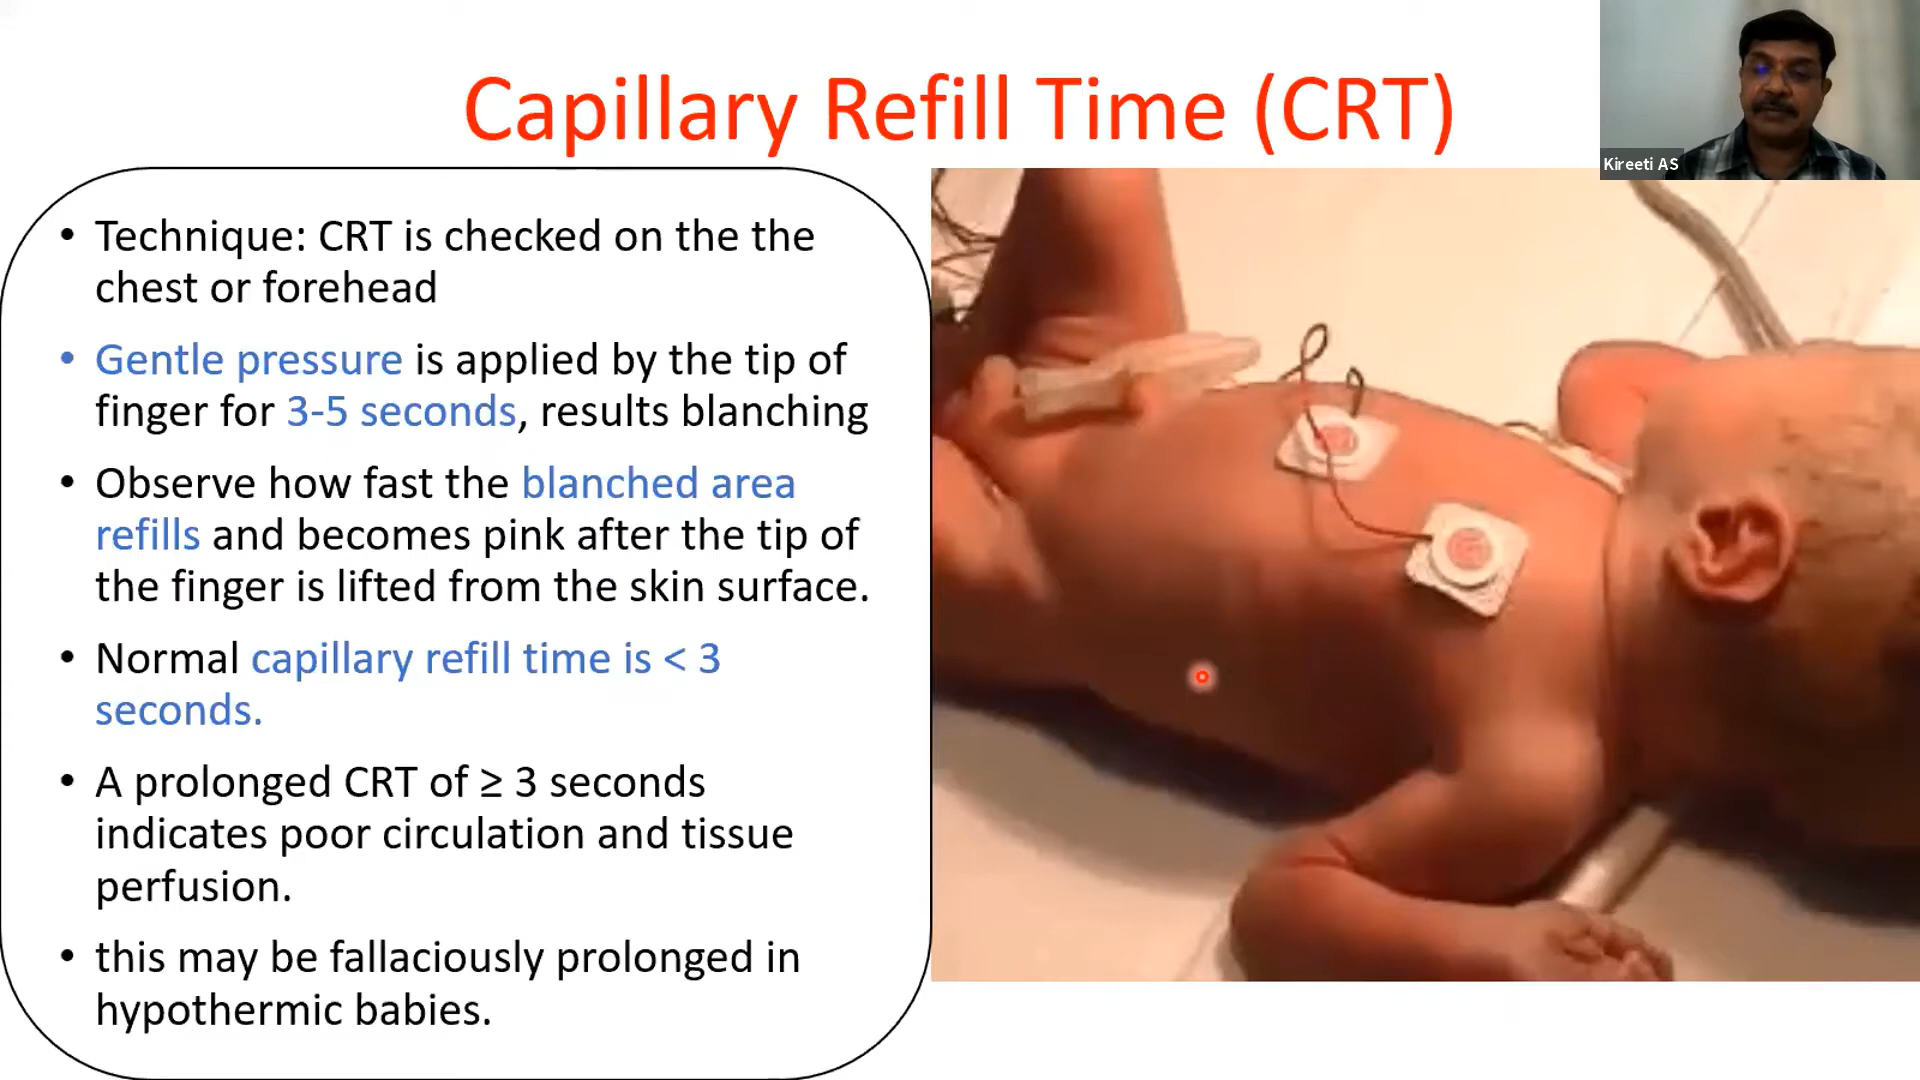 Capillary Refill Time (CRT)
Kireeti AS
• Technique: CRT is checked on the the
chest or forehead
• Gentle pressure is applied by the tip of
finger for 3-5 seconds, results blanching
• Observe how fast the blanched area
refills and becomes pink after the tip of
the finger is lifted from the skin surface.
• Normal capillary refill time is < 3
seconds.
• A prolonged CRT of ≥ 3 seconds
indicates poor circulation and tissue
perfusion.
• this may be fallaciously prolonged in
hypothermic babies.